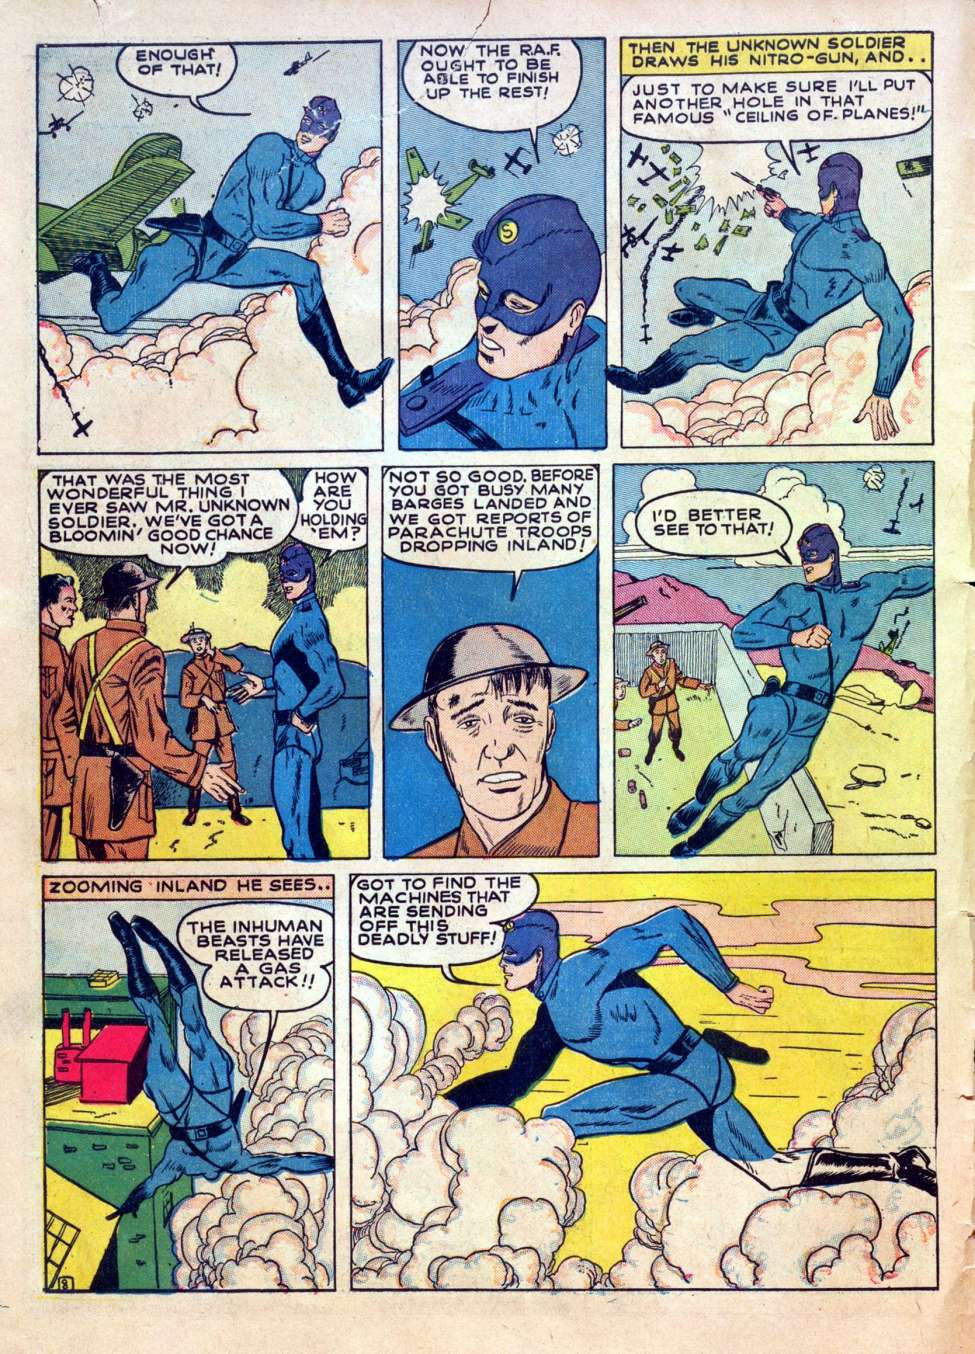 ENOUGH
OF THAT!
NOW THE R.A.F.
OUGHT TO BE
ABLE TO FINISH
UP THE REST!
S
THEN THE UNKNOWN SOLDIER
DRAWS HIS NITRO-GUN, AND..
JUST TO MAKE SURE I'LL PUT
ANOTHER HOLE IN THAT
FAMOUS "CEILING OF PLANES!"
THAT WAS THE MOST
WONDERFUL THING I
EVER SAW MR. UNKNOWN
SOLDIER, WE'VE GOT A
BLOOMIN' GOOD CHANCE
NOW!
HOW
ARE
YOU
HOLDING
'EM?
NOT SO GOOD. BEFORE
YOU GOT BUSY MANY
BARGES LANDED AND
WE GOT REPORTS OF
PARACHUTE TROOPS
DROPPING INLAND!
I'D BETTER
SEE TO THAT!
ZOOMING INLAND HE SEES..
THE INHUMAN
BEASTS HAVE
RELEASED
A GAS
ATTACK!!
GOT TO FIND THE
MACHINES THAT
ARE SENDING
OFF THIS
DEADLY STUFF!
8